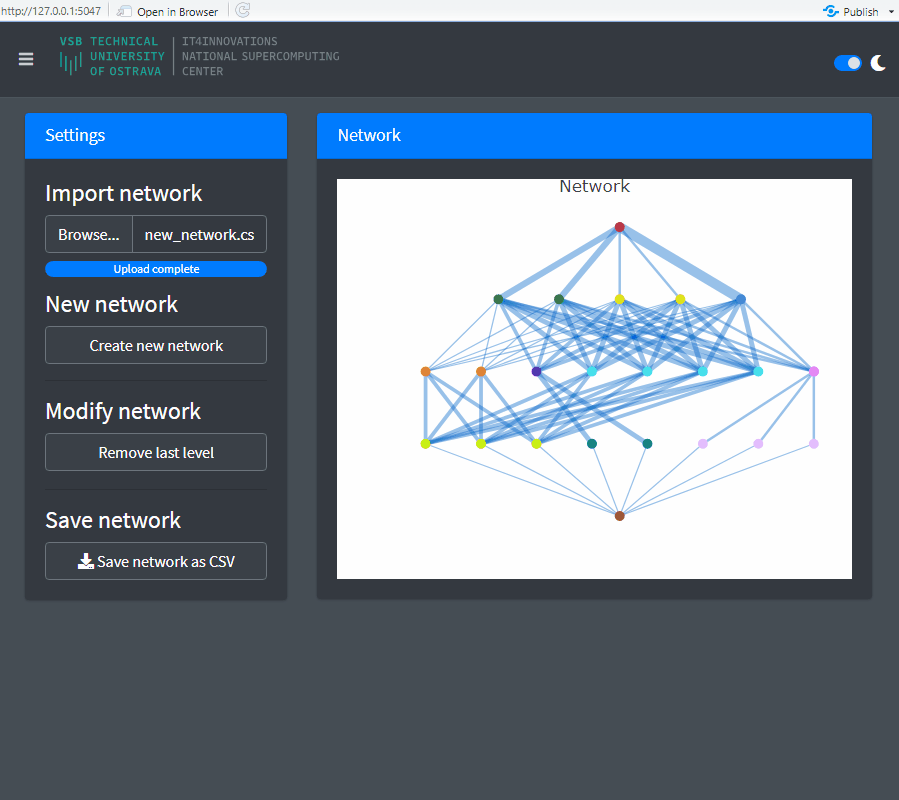 http://127.0.0.1:5047 Open in Browser Publish
VSB TECHNICAL
UNIVERSITY
OF OSTRAVA
IT4INNOVATIONS
NATIONAL SUPERCOMPUTING
CENTER
Settings
Import network
Browse... new_network.cs
Upload complete
New network
Create new network
Modify network
Remove last level
Save network
Save network as CSV
Network
Network